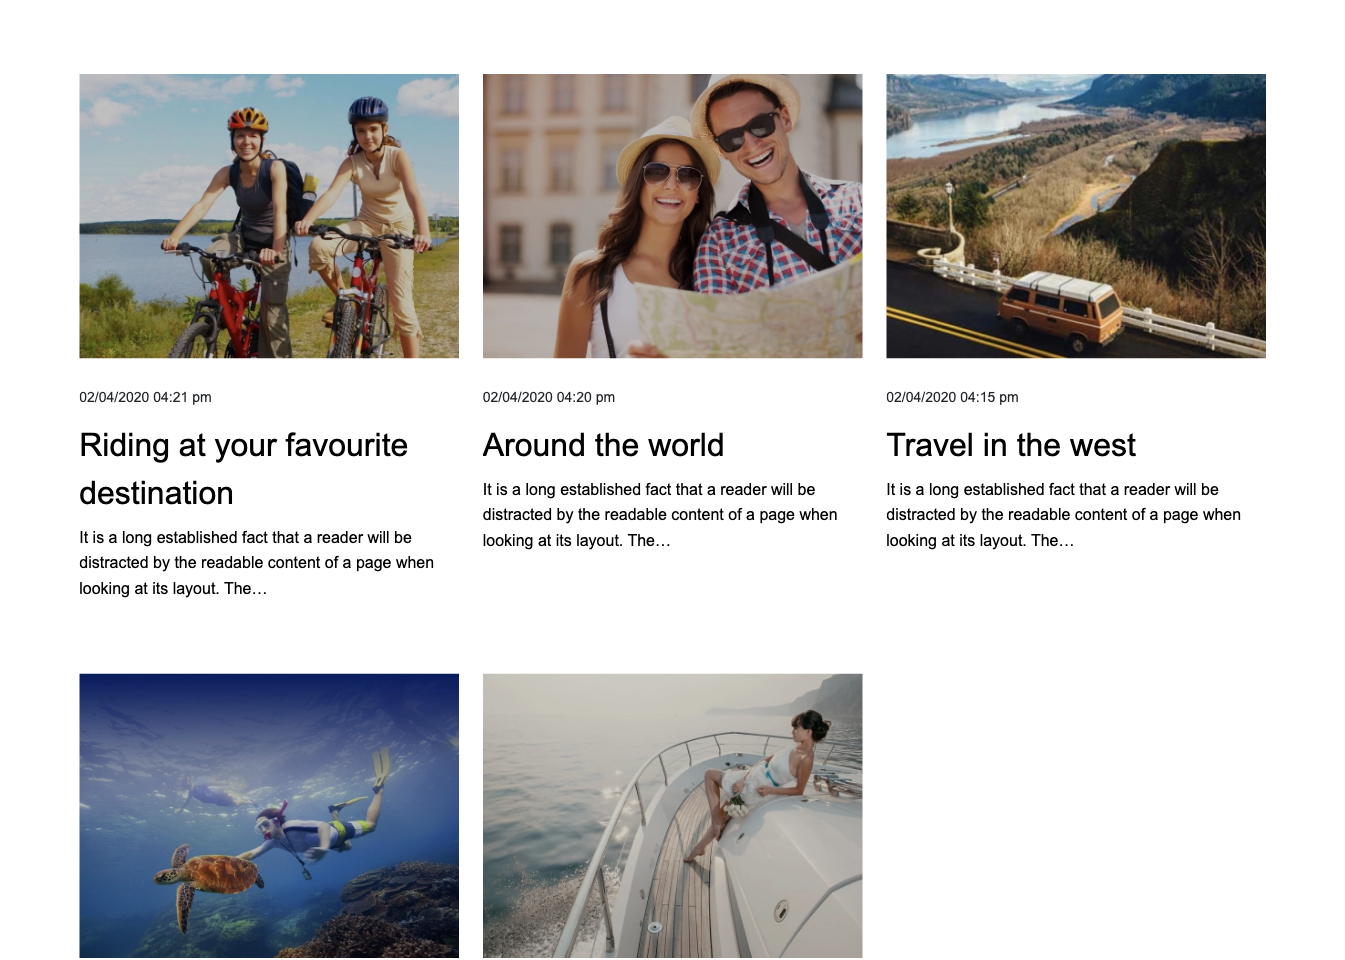 02/04/2020 04:21 pm
Riding at your favourite
destination
It is a long established fact that a reader will be
distracted by the readable content of a page when
looking at its layout. The…
02/04/2020 04:20 pm
Around the world
It is a long established fact that a reader will be
distracted by the readable content of a page when
looking at its layout. The…
02/04/2020 04:15 pm
Travel in the west
It is a long established fact that a reader will be
distracted by the readable content of a page when
looking at its layout. The…